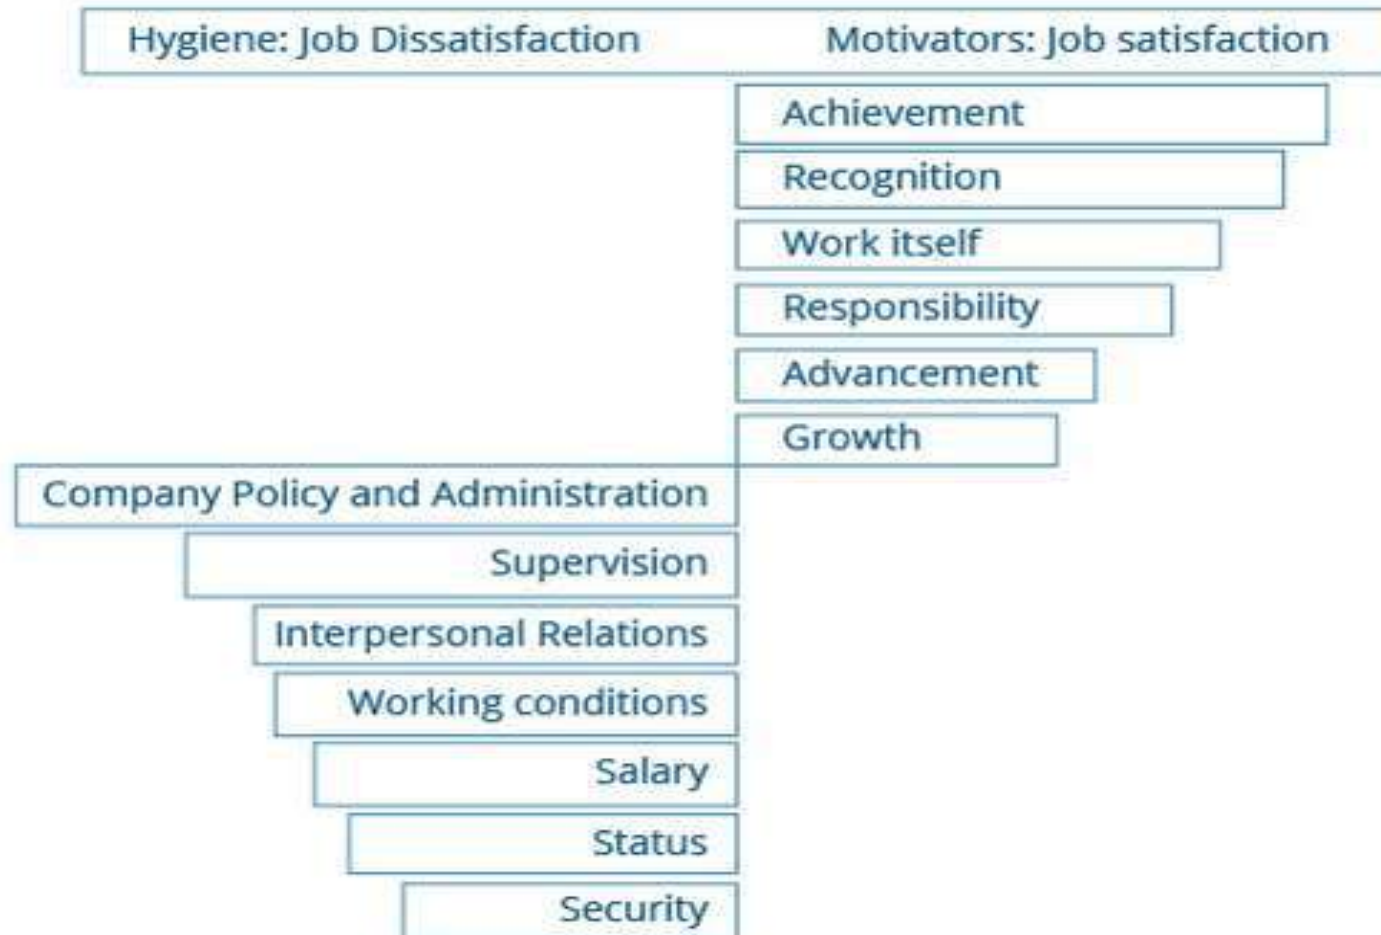 Hygiene: Job Dissatisfaction Motivators: Job satisfaction
Achievement
Recognition
Work itself
Responsibility
Advancement
Growth
Company Policy and Administration
Supervision
Interpersonal Relations
Working conditions
Salary
Status
Security